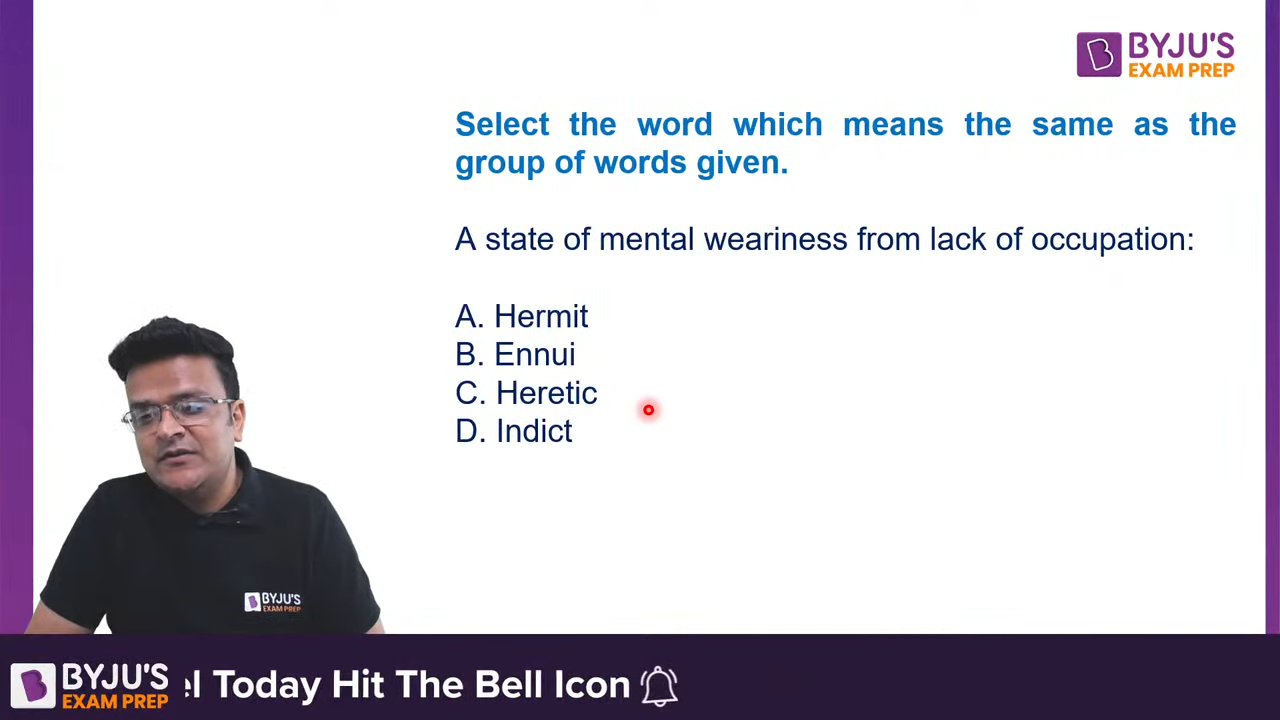 BYJU'S
EXAM PREP
Select the word which means the same as the
group of words given.
A state of mental weariness from lack of occupation:
A. Hermit
B. Ennui
C. Heretic
D. Indict
BYJU'S
EXAM PREP
BYJU'S
EXAM PREP
el Today Hit The Bell Icon